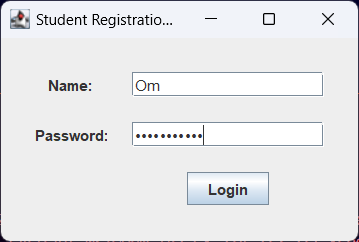 Student Registratio...
Name: Om
Password: •••••••••••
Login